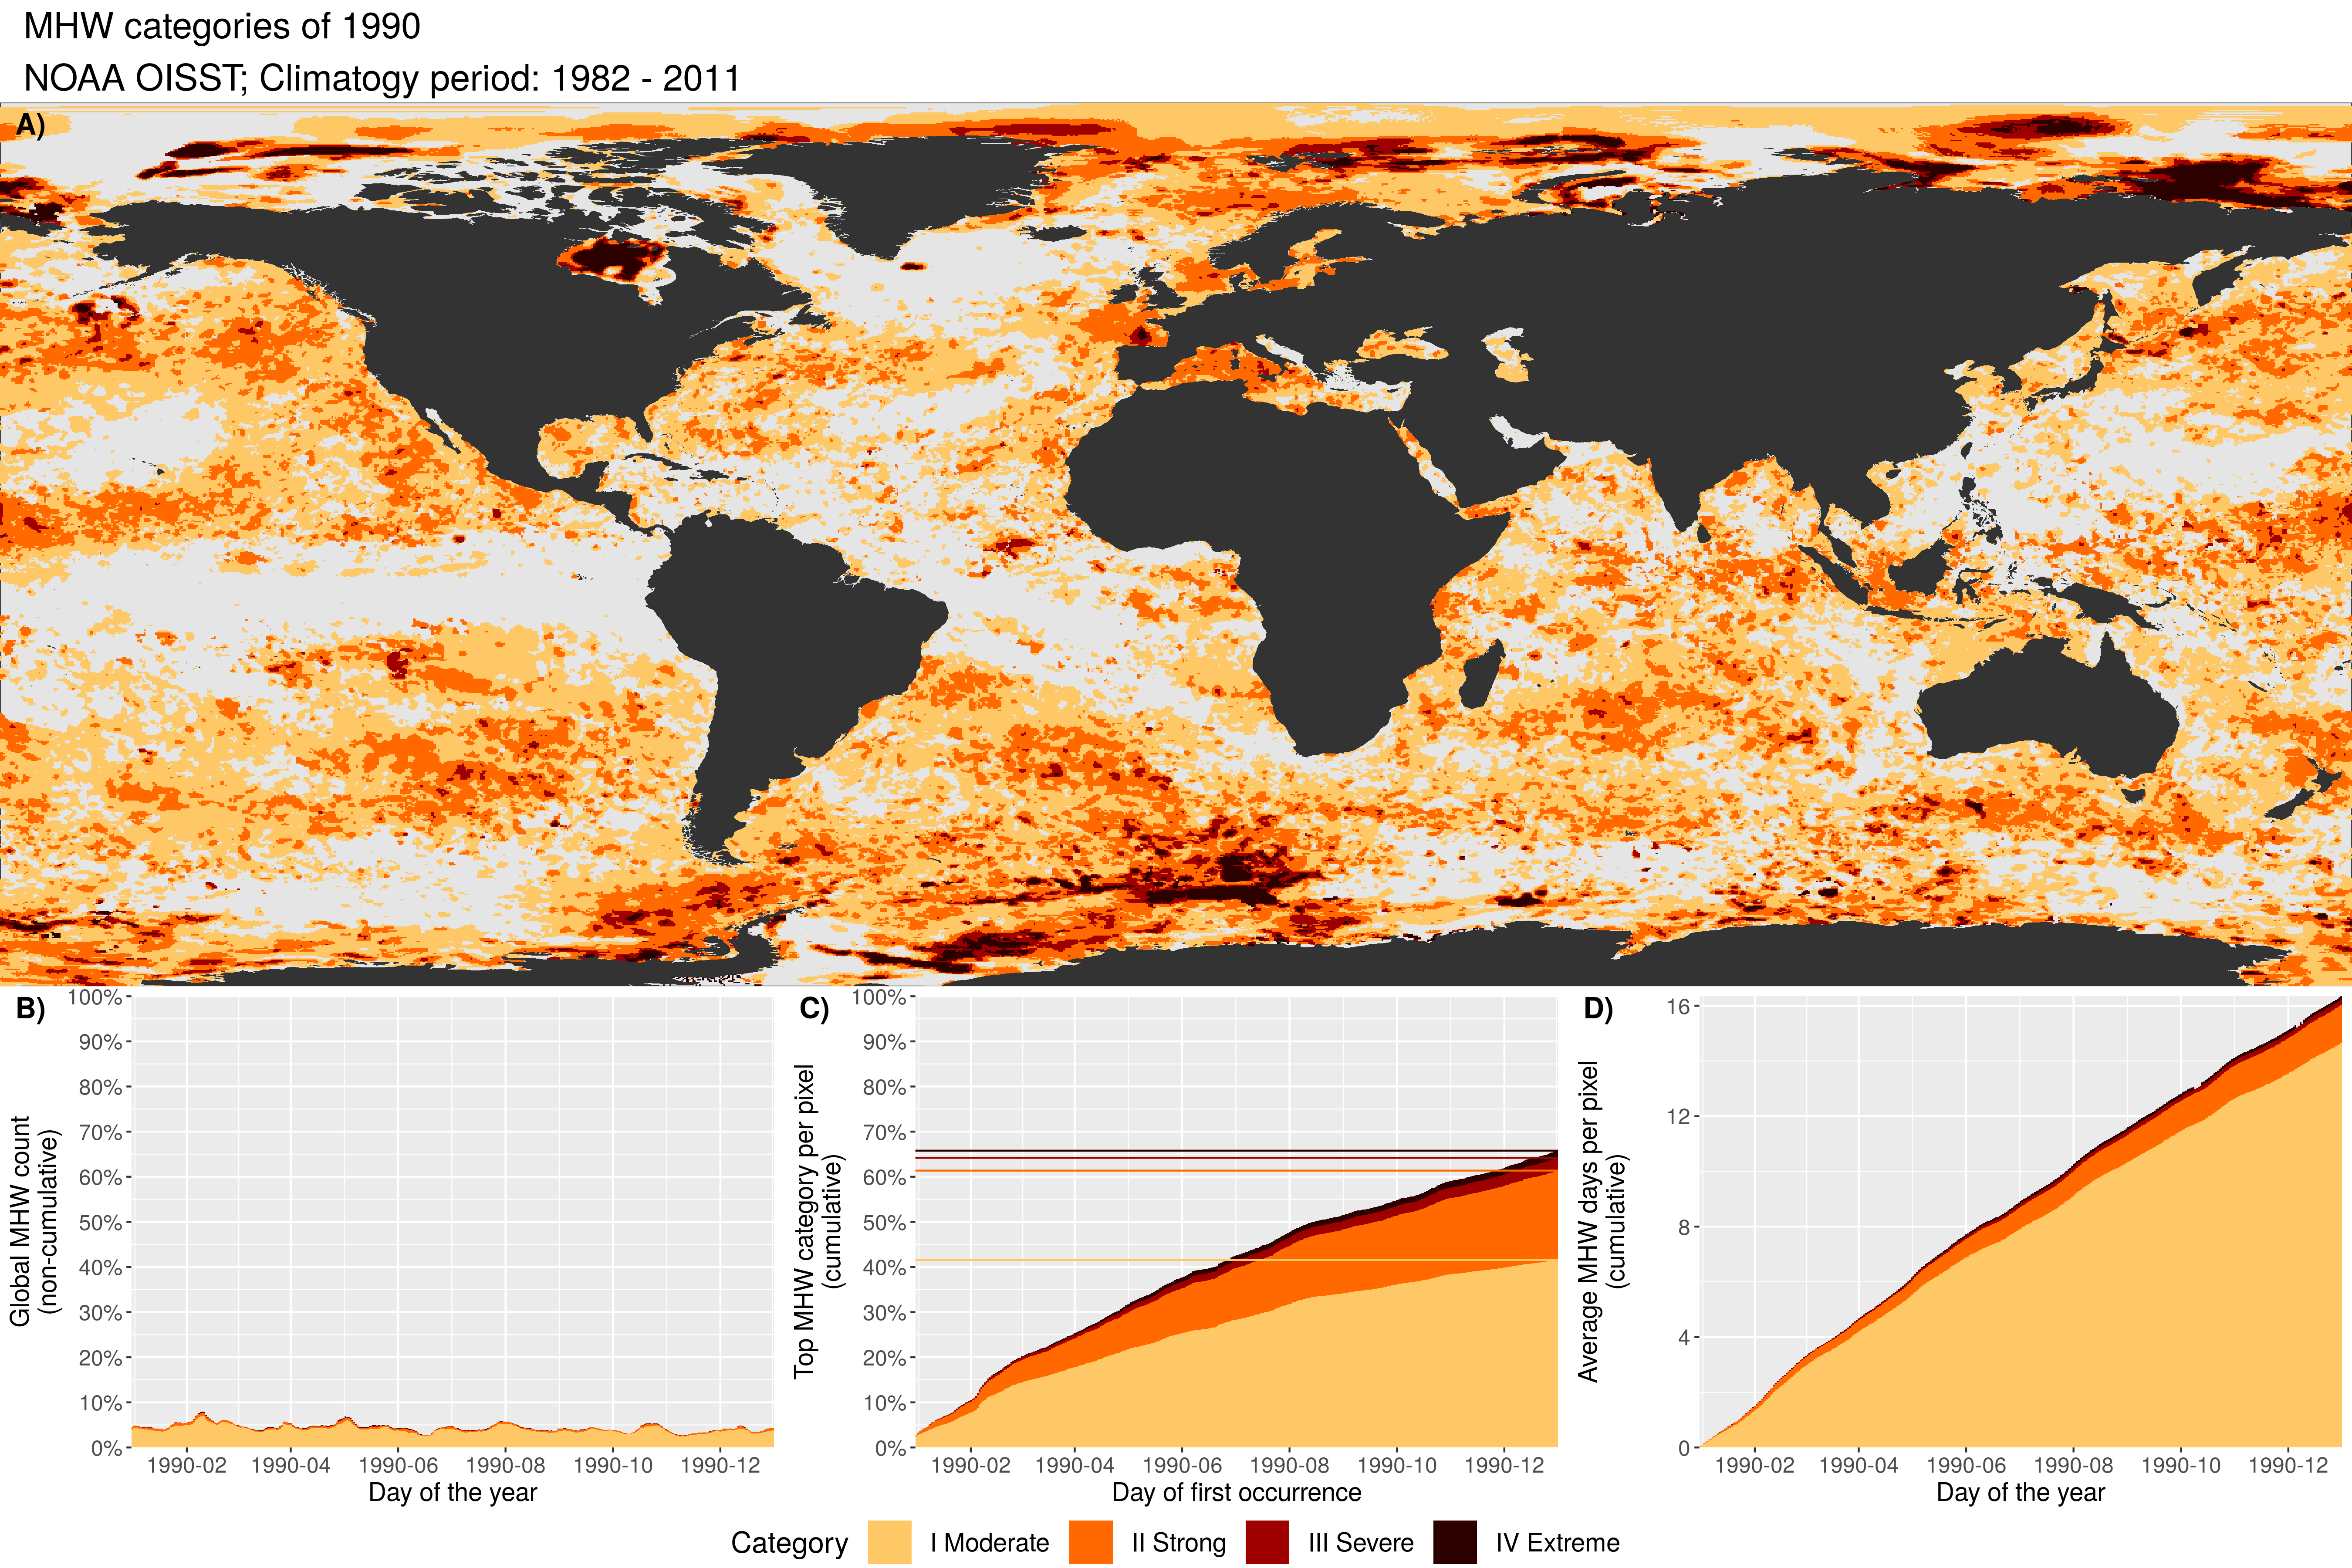 MHW categories of 1990
NOAA OISST; Climatogy period: 1982 - 2011
A)
B)
Global MHW count
(non-cumulative)
100%
90%
80%
70%
60%
50%
40%
30%
20%
10%
0%
1990-02 1990-04 1990-06 1990-08 1990-10 1990-12
Day of the year
C)
Top MHW category per pixel
(cumulative)
100%
90%
80%
70%
60%
50%
40%
30%
20%
10%
0%
1990-02 1990-04 1990-06 1990-08 1990-10 1990-12
Day of first occurrence
D)
Average MHW days per pixel
(cumulative)
16
12
8
4
0
1990-02 1990-04 1990-06 1990-08 1990-10 1990-12
Day of the year
Category I Moderate II Strong III Severe IV Extreme